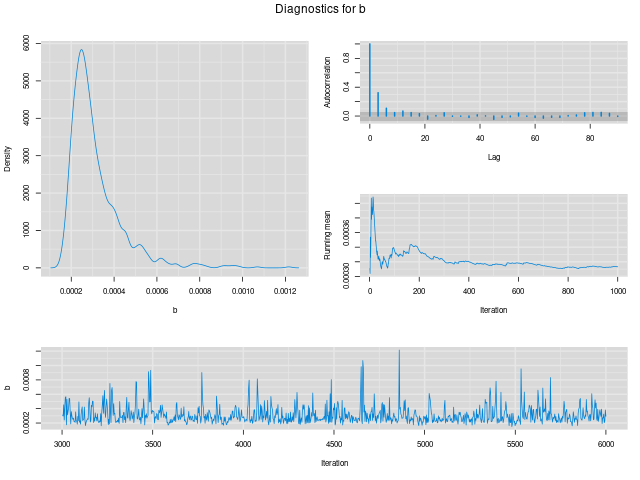 Diagnostics for b
Density
0 1000 2000 3000 4000 5000 6000
0.0002 0.0004 0.0006 0.0008 0.0010 0.0012
b
Autocorrelation
0.0 0.4 0.8
0 20 40 60 80
Lag
Running mean
0.00030 0.00036
0 200 400 600 800 1000
Iteration
b
0.0002 0.0008
3000 3500 4000 4500 5000 5500 6000
Iteration